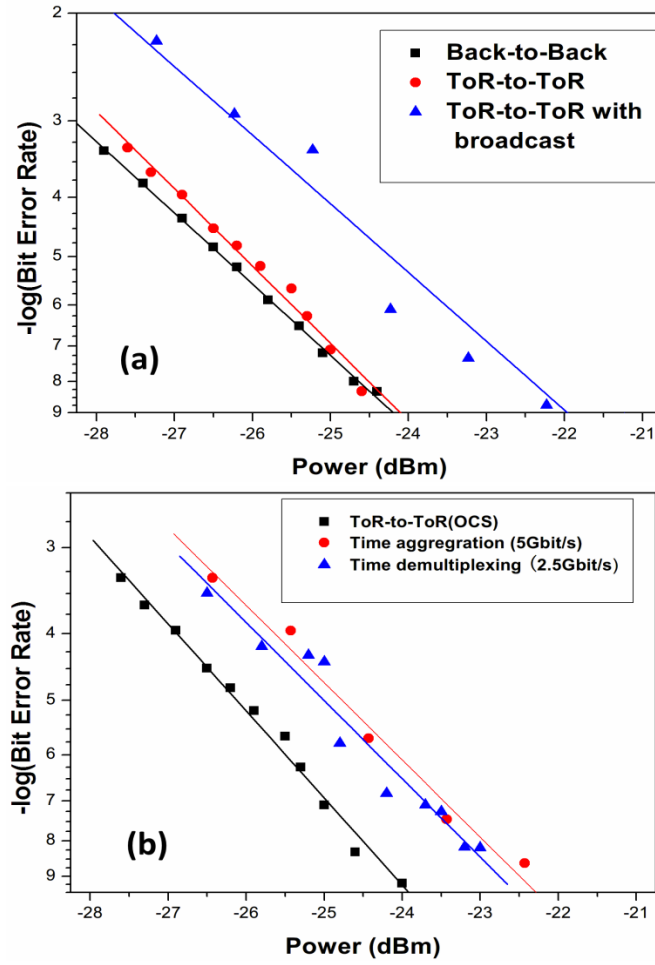 2
3
4
5
6
7
8
9
-log(Bit Error Rate)
Back-to-Back
ToR-to-ToR
ToR-to-ToR with
broadcast
(a)
-28 -27 -26 -25 -24 -23 -22 -21
Power (dBm)
3
4
5
6
7
8
9
-log(Bit Error Rate)
ToR-to-ToR(OCS)
Time aggregration (5Gbit/s)
Time demultiplexing （2.5Gbit/s）
(b)
-28 -27 -26 -25 -24 -23 -22 -21
Power (dBm)